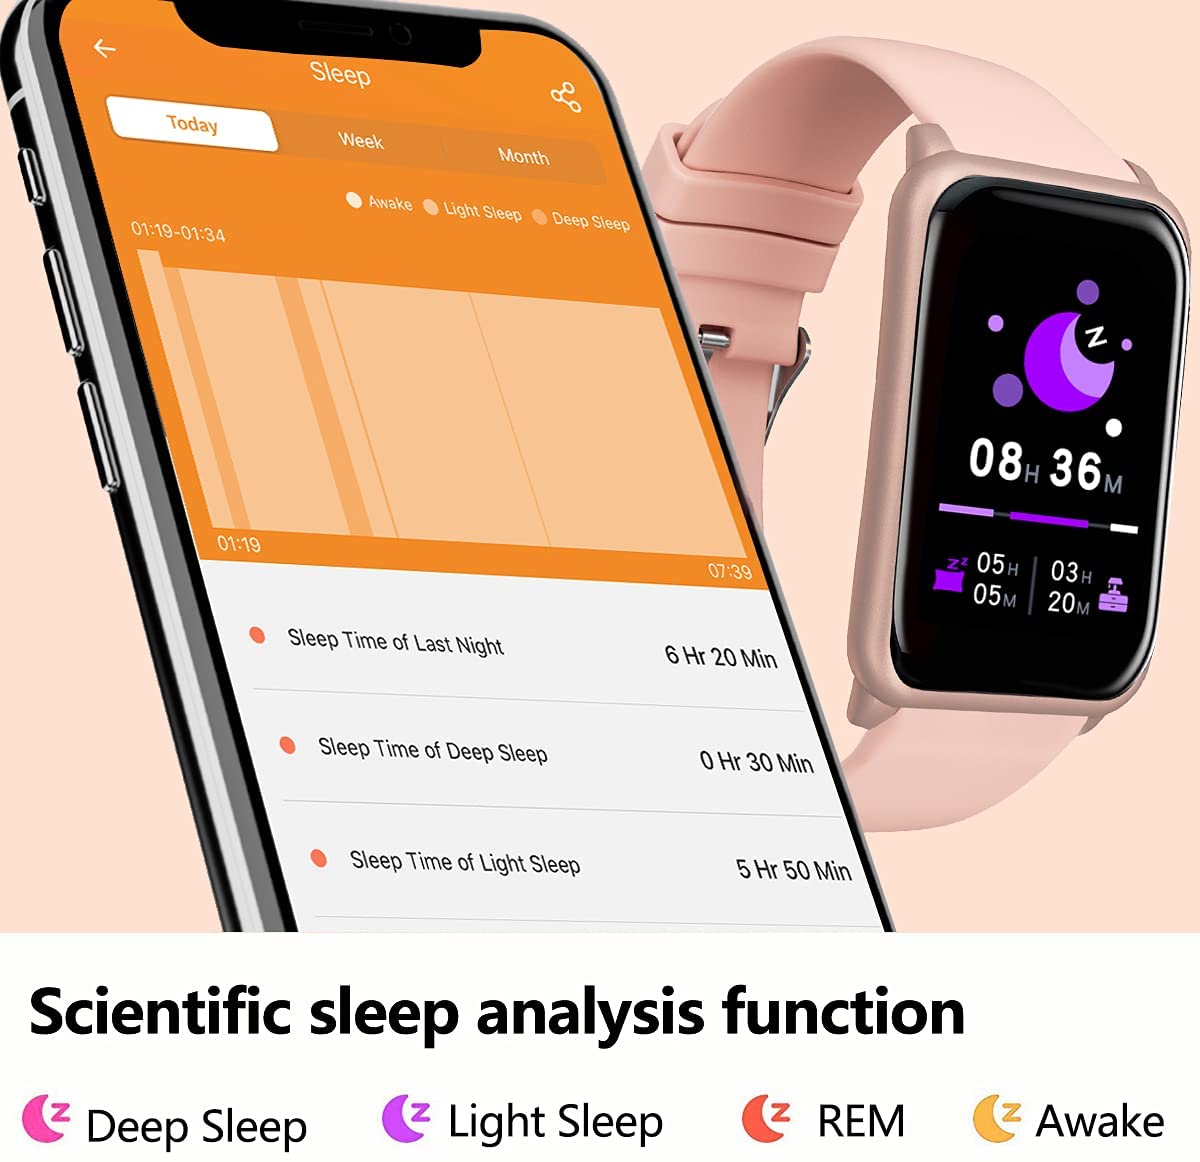 Sleep
Today Week Month
Awake Light Sleep Deep Sleep
01:19-01:34
01:19 07:39
Sleep Time of Last Night 6 Hr 20 Min
Sleep Time of Deep Sleep 0 Hr 30 Min
Sleep Time of Light Sleep 5 Hr 50 Min
Z
08H 36M
zz 05H 05M 03H 20M
Scientific sleep analysis function
z Deep Sleep z Light Sleep z REM z Awake